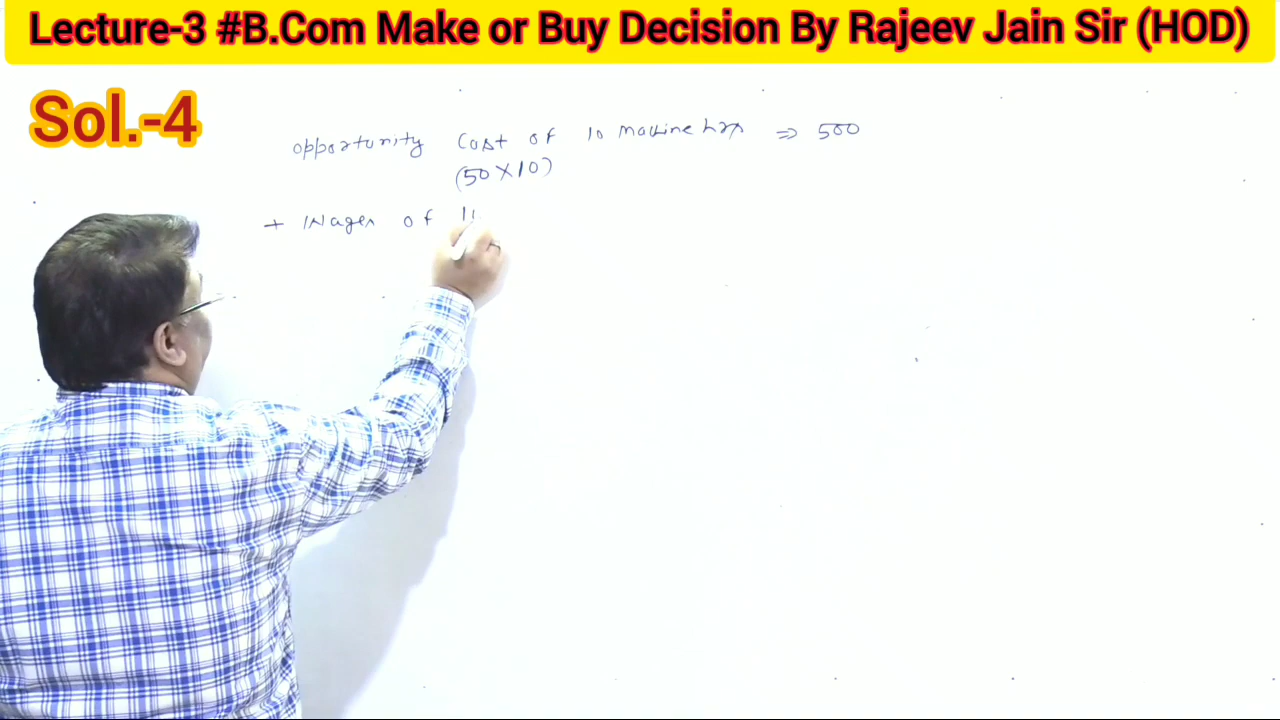 Lecture-3 #B.Com Make or Buy Decision By Rajeev Jain Sir (HOD)
Sol.-4
opportunity Cost of 10 Machine hrs ⇒ 500
(50 X 10)
+ Wages of